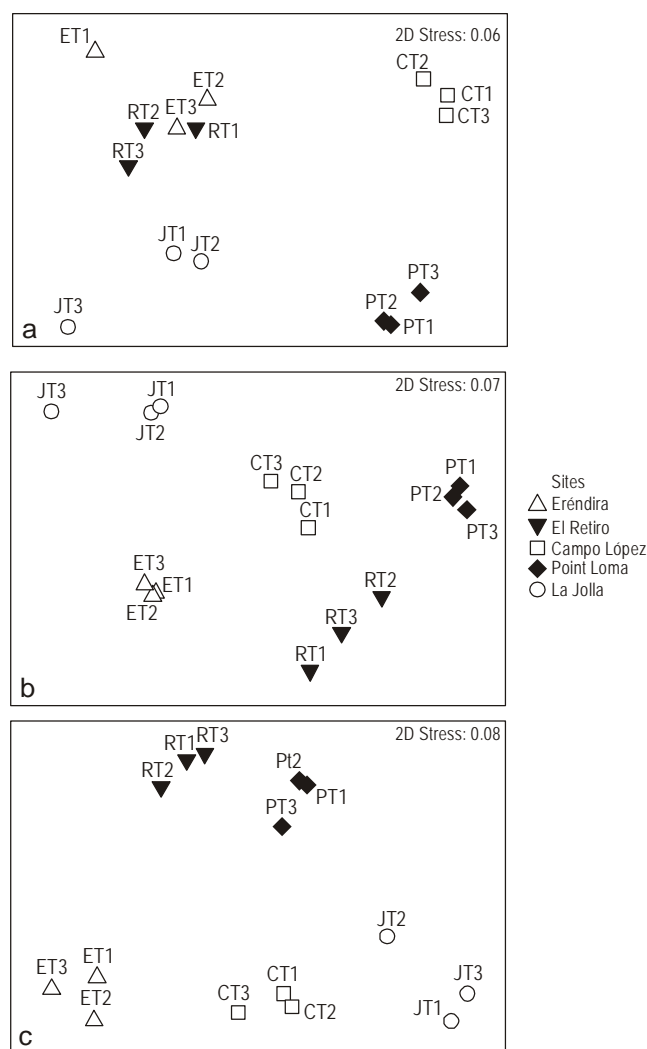 2D Stress: 0.06
ET1
CT2
ET2
CT1
ET3
CT3
RT2
RT1
RT3
JT1
JT2
PT3
JT3
PT2
PT1
a
2D Stress: 0.07
JT3
JT1
JT2
CT3
CT2
PT1
PT2
CT1
PT3
ET3
ET1
RT2
ET2
RT3
RT1
b
Sites
Eréndira
El Retiro
Campo López
Point Loma
La Jolla
2D Stress: 0.08
RT3
RT1
RT2
Pt2
PT1
PT3
JT2
ET1
ET3
CT1
JT3
ET2
CT3
CT2
JT1
c